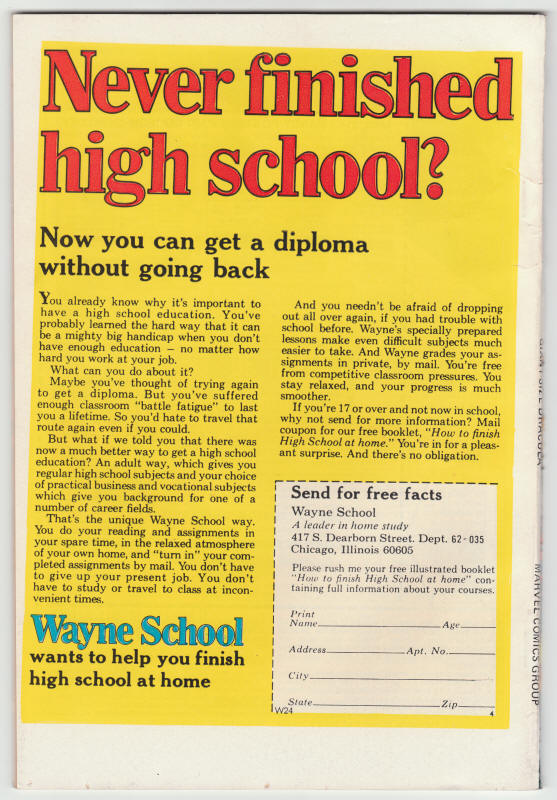 Never finished
high school?
Now you can get a diploma
without going back
You already know why it's important to
have a high school education. You've
probably learned the hard way that it can
be a mighty big handicap when you don't
have enough education — no matter how
hard you work at your job.
What can you do about it?
Maybe you've thought of trying again
to get a diploma. But you've suffered
enough classroom "battle fatigue" to last
you a lifetime. So you'd hate to travel that
route again even if you could.
But what if we told you that there was
now a much better way to get a high school
education? An adult way, which gives you
regular high school subjects and your choice
of practical business and vocational subjects
which give you background for one of a
number of career fields.
That's the unique Wayne School way.
You do your reading and assignments in
your spare time, in the relaxed atmosphere
of your own home, and "turn in" your com-
pleted assignments by mail. You don't have
to give up your present job. You don't
have to study or travel to class at incon-
venient times.
Wayne School
wants to help you finish
high school at home
And you needn't be afraid of dropping
out all over again, if you had trouble with
school before. Wayne's specially prepared
lessons make even difficult subjects much
easier to take. And Wayne grades your as-
signments in private, by mail. You're free
from competitive classroom pressures. You
stay relaxed, and your progress is much
smoother.
If you're 17 or over and not now in school,
why not send for more information? Mail
coupon for our free booklet, "How to finish
High School at home." You're in for a pleas-
ant surprise. And there's no obligation.
Send for free facts
Wayne School
A leader in home study
417 S. Dearborn Street. Dept. 62-035
Chicago, Illinois 60605
Please rush me your free illustrated booklet
"How to finish High School at home" con-
taining full information about your courses.
Print
Name Age
Address Apt. No.
City
State Zip
W24 4
MARVEL COMICS GROUP